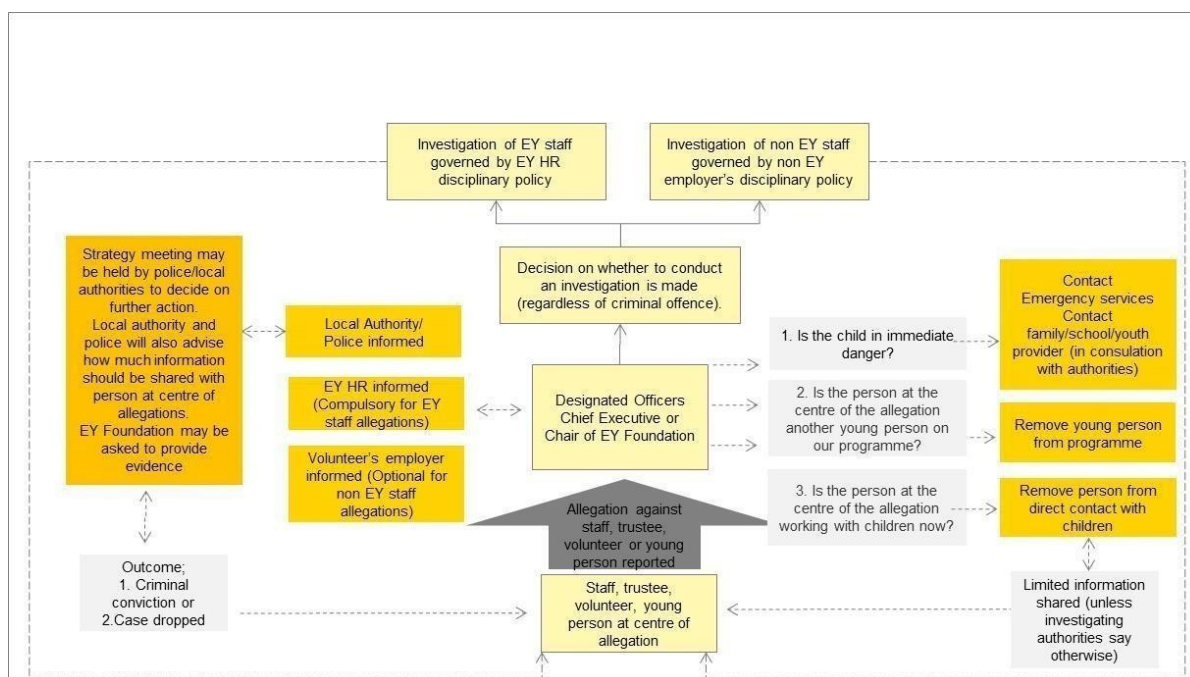 Investigation of EY staff
governed by EY HR
disciplinary policy
Investigation of non EY staff
governed by non EY
employer's disciplinary policy
Strategy meeting may
be held by police/local
authorities to decide on
further action.
Local authority and
police will also advise
how much information
should be shared with
person at centre of
allegations.
EY Foundation may be
asked to provide
evidence
Decision on whether to conduct
an investigation is made
(regardless of criminal offence).
Local Authority/
Police informed
EY HR informed
(Compulsory for EY
staff allegations)
Volunteer's employer
informed (Optional for
non EY staff
allegations)
Designated Officers
Chief Executive or
Chair of EY Foundation
1. Is the child in immediate
danger?
Contact
Emergency services
Contact
family/school/youth
provider (in consulation
with authorities)
2. Is the person at the
centre of the allegation
another young person on
our programme?
Remove young person
from programme
3. Is the person at the
centre of the allegation
working with children now?
Remove person from
direct contact with
children
Allegation against
staff, trustee,
volunteer or young
person reported
Outcome;
1. Criminal
conviction or
2.Case dropped
Staff, trustee,
volunteer, young
person at centre of
allegation
Limited information
shared (unless
investigating
authorities say
otherwise)